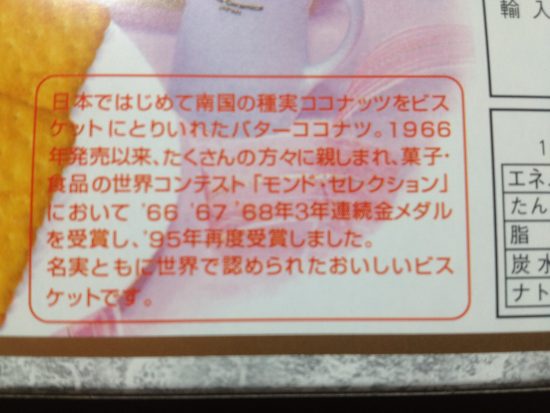 Ceramica
JAPAN
日本ではじめて南国の種実ココナッツをビス
ケットにとりいれたバターココナツ。1966
年発売以来、たくさんの方々に親しまれ、菓子・
食品の世界コンテスト「モンド・セレクション」
において '66 '67 '68年3年連続金メダル
を受賞し、'95年再度受賞しました。
名実ともに世界で認められたおいしいビス
ケットです。
輸入
1
エネ
たん
脂
炭水
ナト